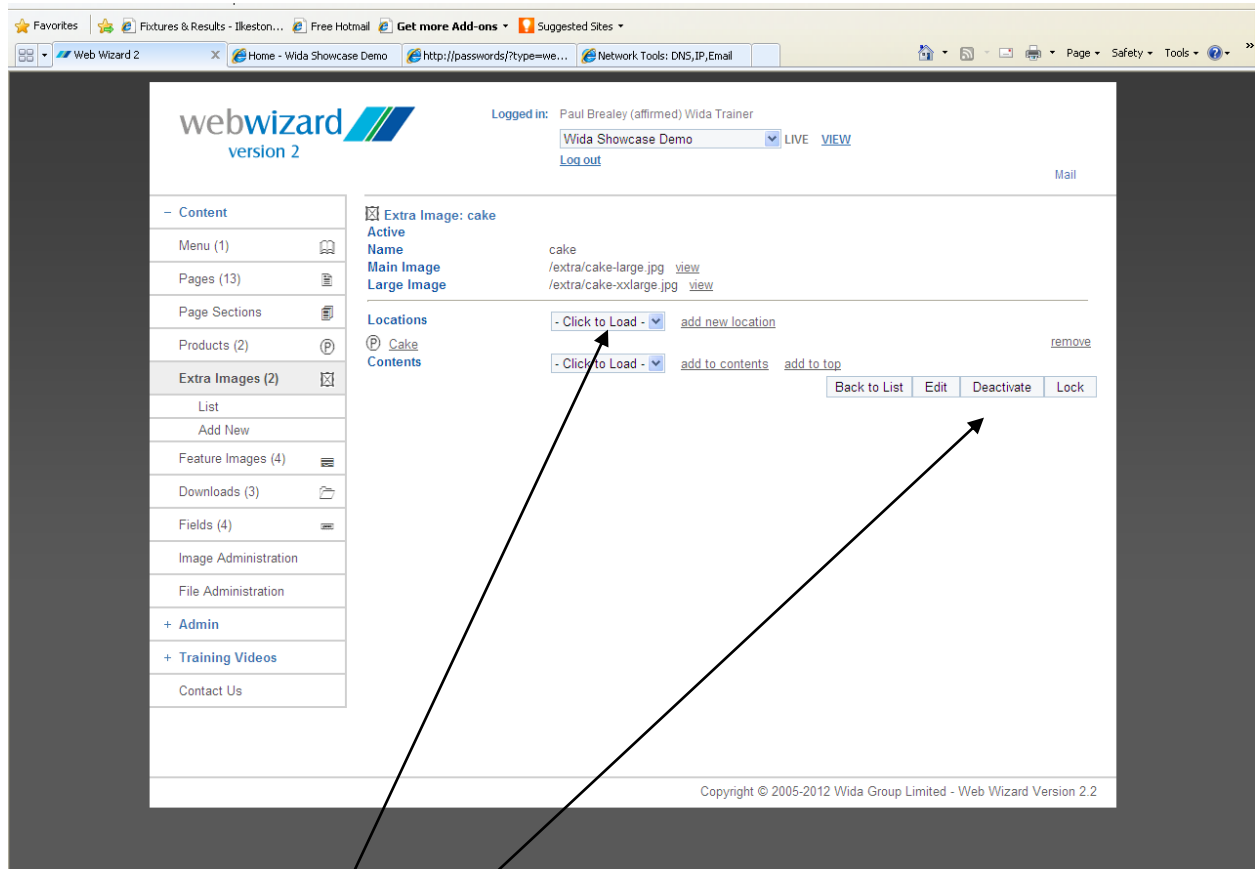 Favorites Fixtures & Results - Ilkeston... Free Hotmail Get more Add-ons Suggested Sites
Web Wizard 2 X Home - Wida Showcase Demo http://passwords/?type=we... Network Tools: DNS,IP,Email Page Safety Tools »
webwizard
version 2
Logged in: Paul Brealey (affirmed) Wida Trainer
Wida Showcase Demo LIVE VIEW
Log out
Mail
− Content
Menu (1)
Pages (13)
Page Sections
Products (2) P
Extra Images (2)
List
Add New
Feature Images (4)
Downloads (3)
Fields (4)
Image Administration
File Administration
+ Admin
+ Training Videos
Contact Us
Extra Image: cake
Active
Name cake
Main Image /extra/cake-large.jpg view
Large Image /extra/cake-xxlarge.jpg view
Locations - Click to Load - add new location
P Cake remove
Contents - Click to Load - add to contents add to top
Back to List Edit Deactivate Lock
Copyright © 2005-2012 Wida Group Limited - Web Wizard Version 2.2